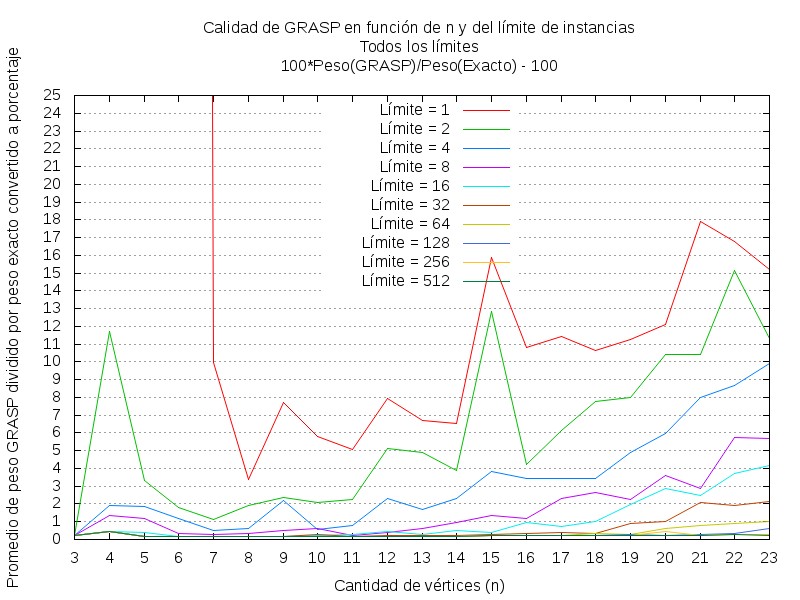 Calidad de GRASP en función de n y del límite de instancias
Todos los límites
100*Peso(GRASP)/Peso(Exacto) - 100
Promedio de peso GRASP dividido por peso exacto convertido a porcentaje
25
24
23
22
21
20
19
18
17
16
15
14
13
12
11
10
9
8
7
6
5
4
3
2
1
0
Límite = 1
Límite = 2
Límite = 4
Límite = 8
Límite = 16
Límite = 32
Límite = 64
Límite = 128
Límite = 256
Límite = 512
3 4 5 6 7 8 9 10 11 12 13 14 15 16 17 18 19 20 21 22 23
Cantidad de vértices (n)